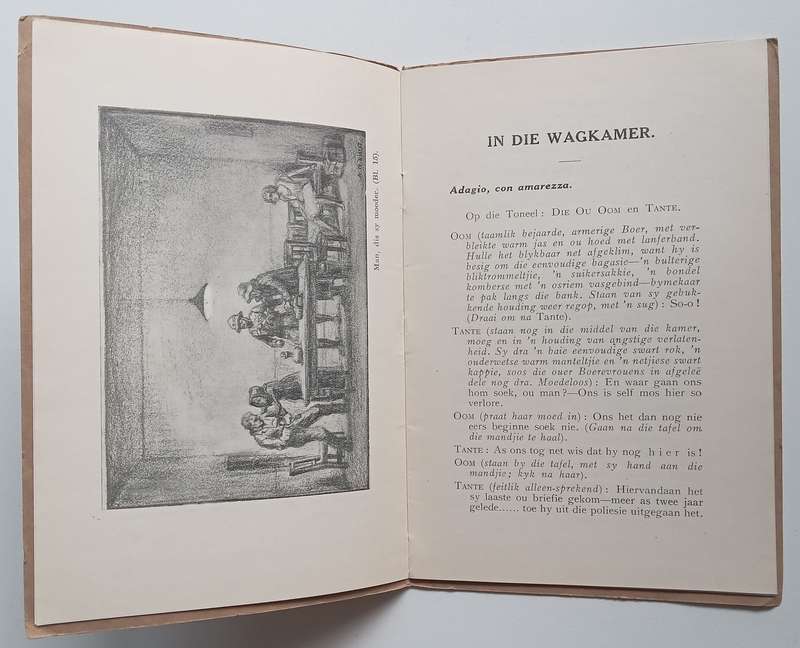 Man, dis sy moeder. (Bl. 15).
IN DIE WAGKAMER.
Adagio, con amarezza.
Op die Toneel: DIE OU OOM en TANTE.
OOM (taamlik bejaarde, armerige Boer, met ver-
bleikte warm jas en ou hoed met lanferband.
Hulle het blykbaar net afgeklim, want hy is
besig om die eenvoudige bagasie—'n bulterige
bliktrommeltjie, 'n suikersakkie, 'n bondel
komberse met 'n osriem vasgebind—bymekaar
te pak langs die bank. Staan van sy gebuk-
kende houding weer regop, met 'n sug): So-o!
(Draai om na Tante).
TANTE (staan nog in die middel van die kamer,
moeg en in 'n houding van angstige verlaten-
heid. Sy dra 'n baie eenvoudige swart rok, 'n
onderwetse warm manteltjie en 'n netjiese swart
kappie, soos die ouer Boerevrouens in afgeleë
dele nog dra. Moedeloos): En waar gaan ons
hom soek, ou man?—Ons is self mos hier so
verlore.
OOM (praat haar moed in): Ons het dan nog nie
eers beginne soek nie. (Gaan na die tafel om
die mandjie te haal).
TANTE: As ons tog net wis dat hy nog hier is!
OOM (staan by die tafel, met sy hand aan die
mandjie; kyk na haar).
TANTE (feitlik alleen-sprekend): Hiervandaan het
sy laaste ou briefie gekom—meer as twee jaar
gelede...... toe hy uit die poliesie uitgegaan het.